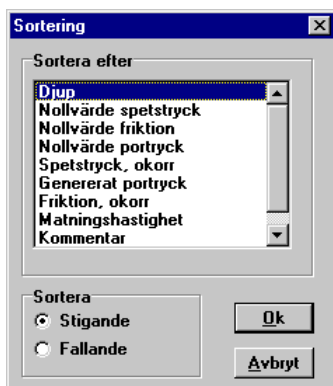 Sortering
Sortera efter
Djup
Nollvärde spetstryck
Nollvärde friktion
Nollvärde portryck
Spetstryck, okorr
Genererat portryck
Friktion, okorr
Matningshastighet
Kommentar
Sortera
Stigande
Fallande
Ok
Avbryt